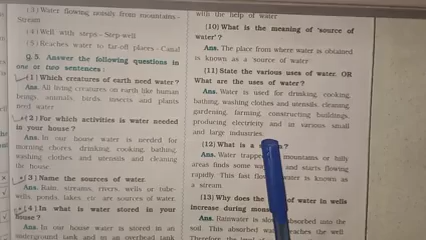 (3) Water flowing noisily from mountains -
Stream
(4) Well with steps - Step-well
(5) Reaches water to far-off places - Canal
Q. 5. Answer the following questions in
one or two sentences :
(1) Which creatures of earth need water ?
Ans. All living creatures on earth like human
beings, animals, birds, insects and plants
need water
(2) For which activities is water needed
in your house ?
Ans. In our house water is needed for
morning chores, drinking, cooking, bathing,
washing clothes and utensils and cleaning
the house.
(3) Name the sources of water.
Ans. Rain, streams, rivers, wells or tube-
wells, ponds, lakes, etc. are sources of water.
(4) In what water is stored in your
house ?
Ans. In our house water is stored in an
underground tank and in an overhead tank
with the help of water
(10) What is the meaning of 'source of
water' ?
Ans. The place from where water is obtained
is known as a 'source of water'
(11) State the various uses of water. OR
What are the uses of water ?
Ans. Water is used for drinking, cooking,
bathing, washing clothes and utensils, cleaning,
gardening, farming, constructing buildings,
producing electricity and in various small
and large industries.
(12) What is a
Ans. Water trapped mountains or hilly
areas finds some and starts flowing
rapidly. This fast water is known as
a stream
(13) Why does the of water in wells
increase during
Ans. Rainwater is absorbed into the
soil. This absorbed reaches the well